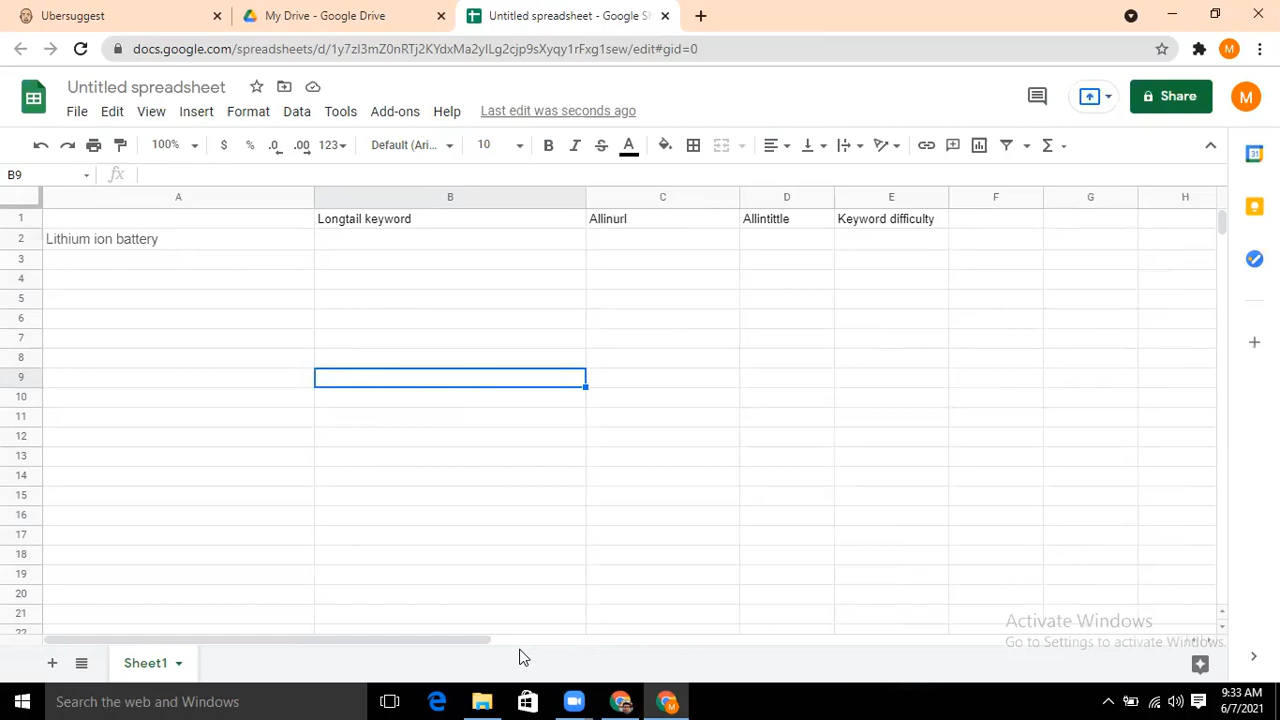 Ubersuggest
My Drive - Google Drive
Untitled spreadsheet - Google Sh
docs.google.com/spreadsheets/d/1y7zl3mZ0nRTj2KYdxMa2ylLg2cjp9sXyqy1rFxg1sew/edit#gid=0
M
Untitled spreadsheet
File Edit View Insert Format Data Tools Add-ons Help Last edit was seconds ago
Share
M
100% $ % .0 .00 123 Default (Ari... 10 B I S A Σ
B9 fx
A B C D E F G H
1 Longtail keyword Allinurl Allintittle Keyword difficulty
2 Lithium ion battery
3
4
5
6
7
8
9
10
11
12
13
14
15
16
17
18
19
20
21
22
31
Activate Windows
Go to Settings to activate Windows.
Sheet1
Search the web and Windows
M
9:33 AM
6/7/2021